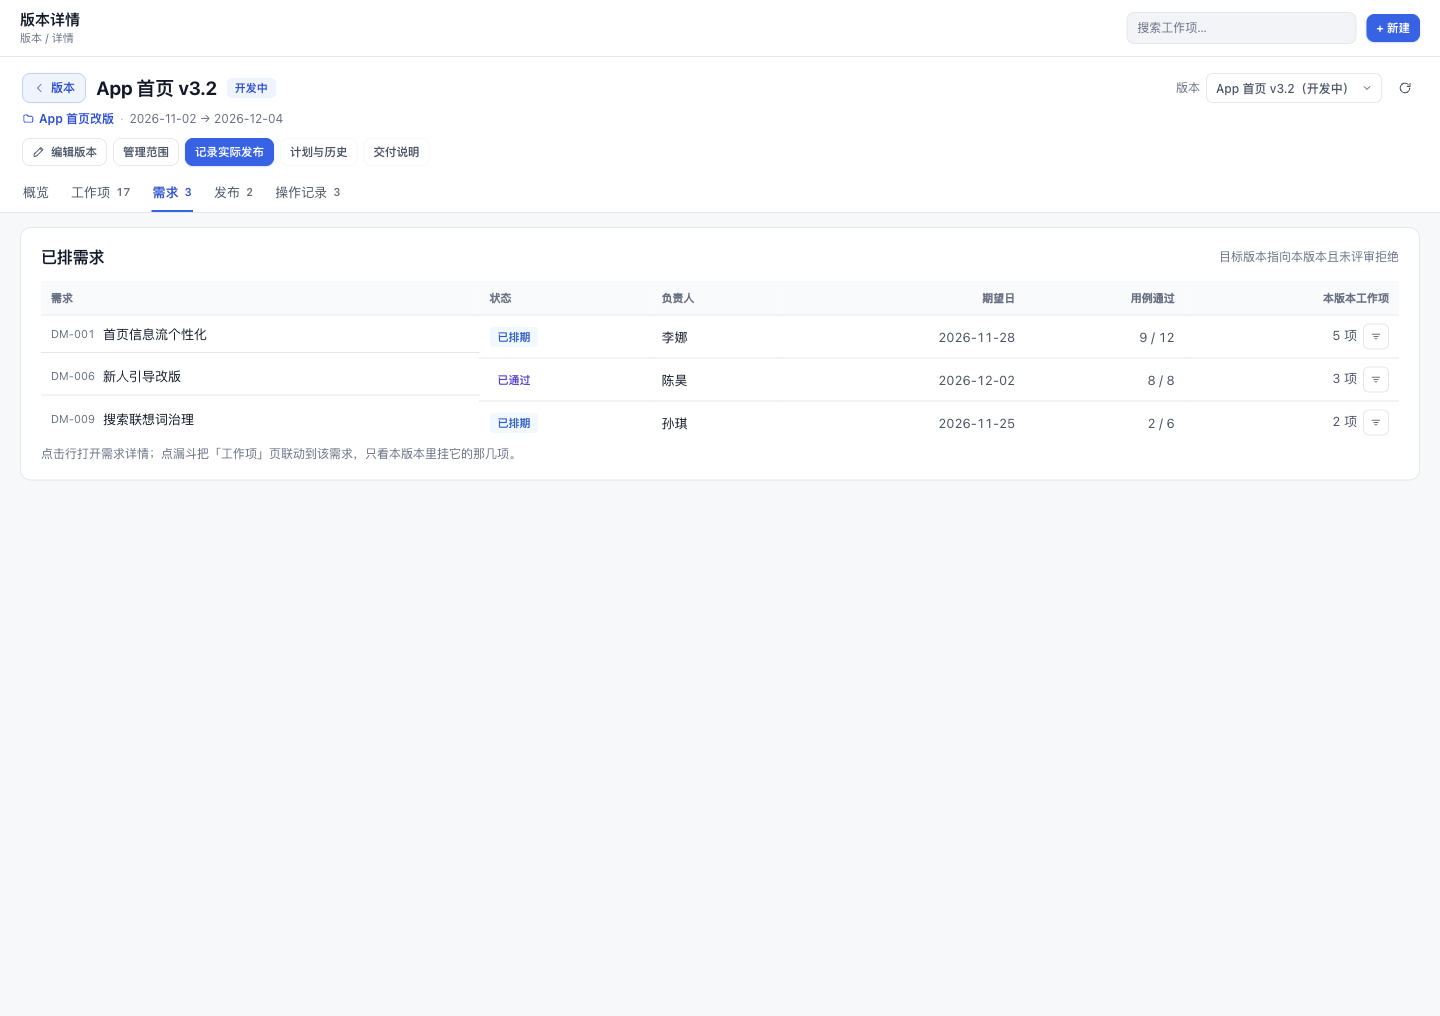 版本详情
版本 / 详情
搜索工作项...
+ 新建
版本
App 首页 v3.2
开发中
版本
App 首页 v3.2（开发中）
App 首页改版 · 2026-11-02 → 2026-12-04
编辑版本
管理范围
记录实际发布
计划与历史
交付说明
概览
工作项 17
需求 3
发布 2
操作记录 3
已排需求
目标版本指向本版本且未评审拒绝
需求 状态 负责人 期望日 用例通过 本版本工作项
DM-001 首页信息流个性化 已排期 李娜 2026-11-28 9 / 12 5 项
DM-006 新人引导改版 已通过 陈昊 2026-12-02 8 / 8 3 项
DM-009 搜索联想词治理 已排期 孙琪 2026-11-25 2 / 6 2 项
点击行打开需求详情；点漏斗把「工作项」页联动到该需求，只看本版本里挂它的那几项。